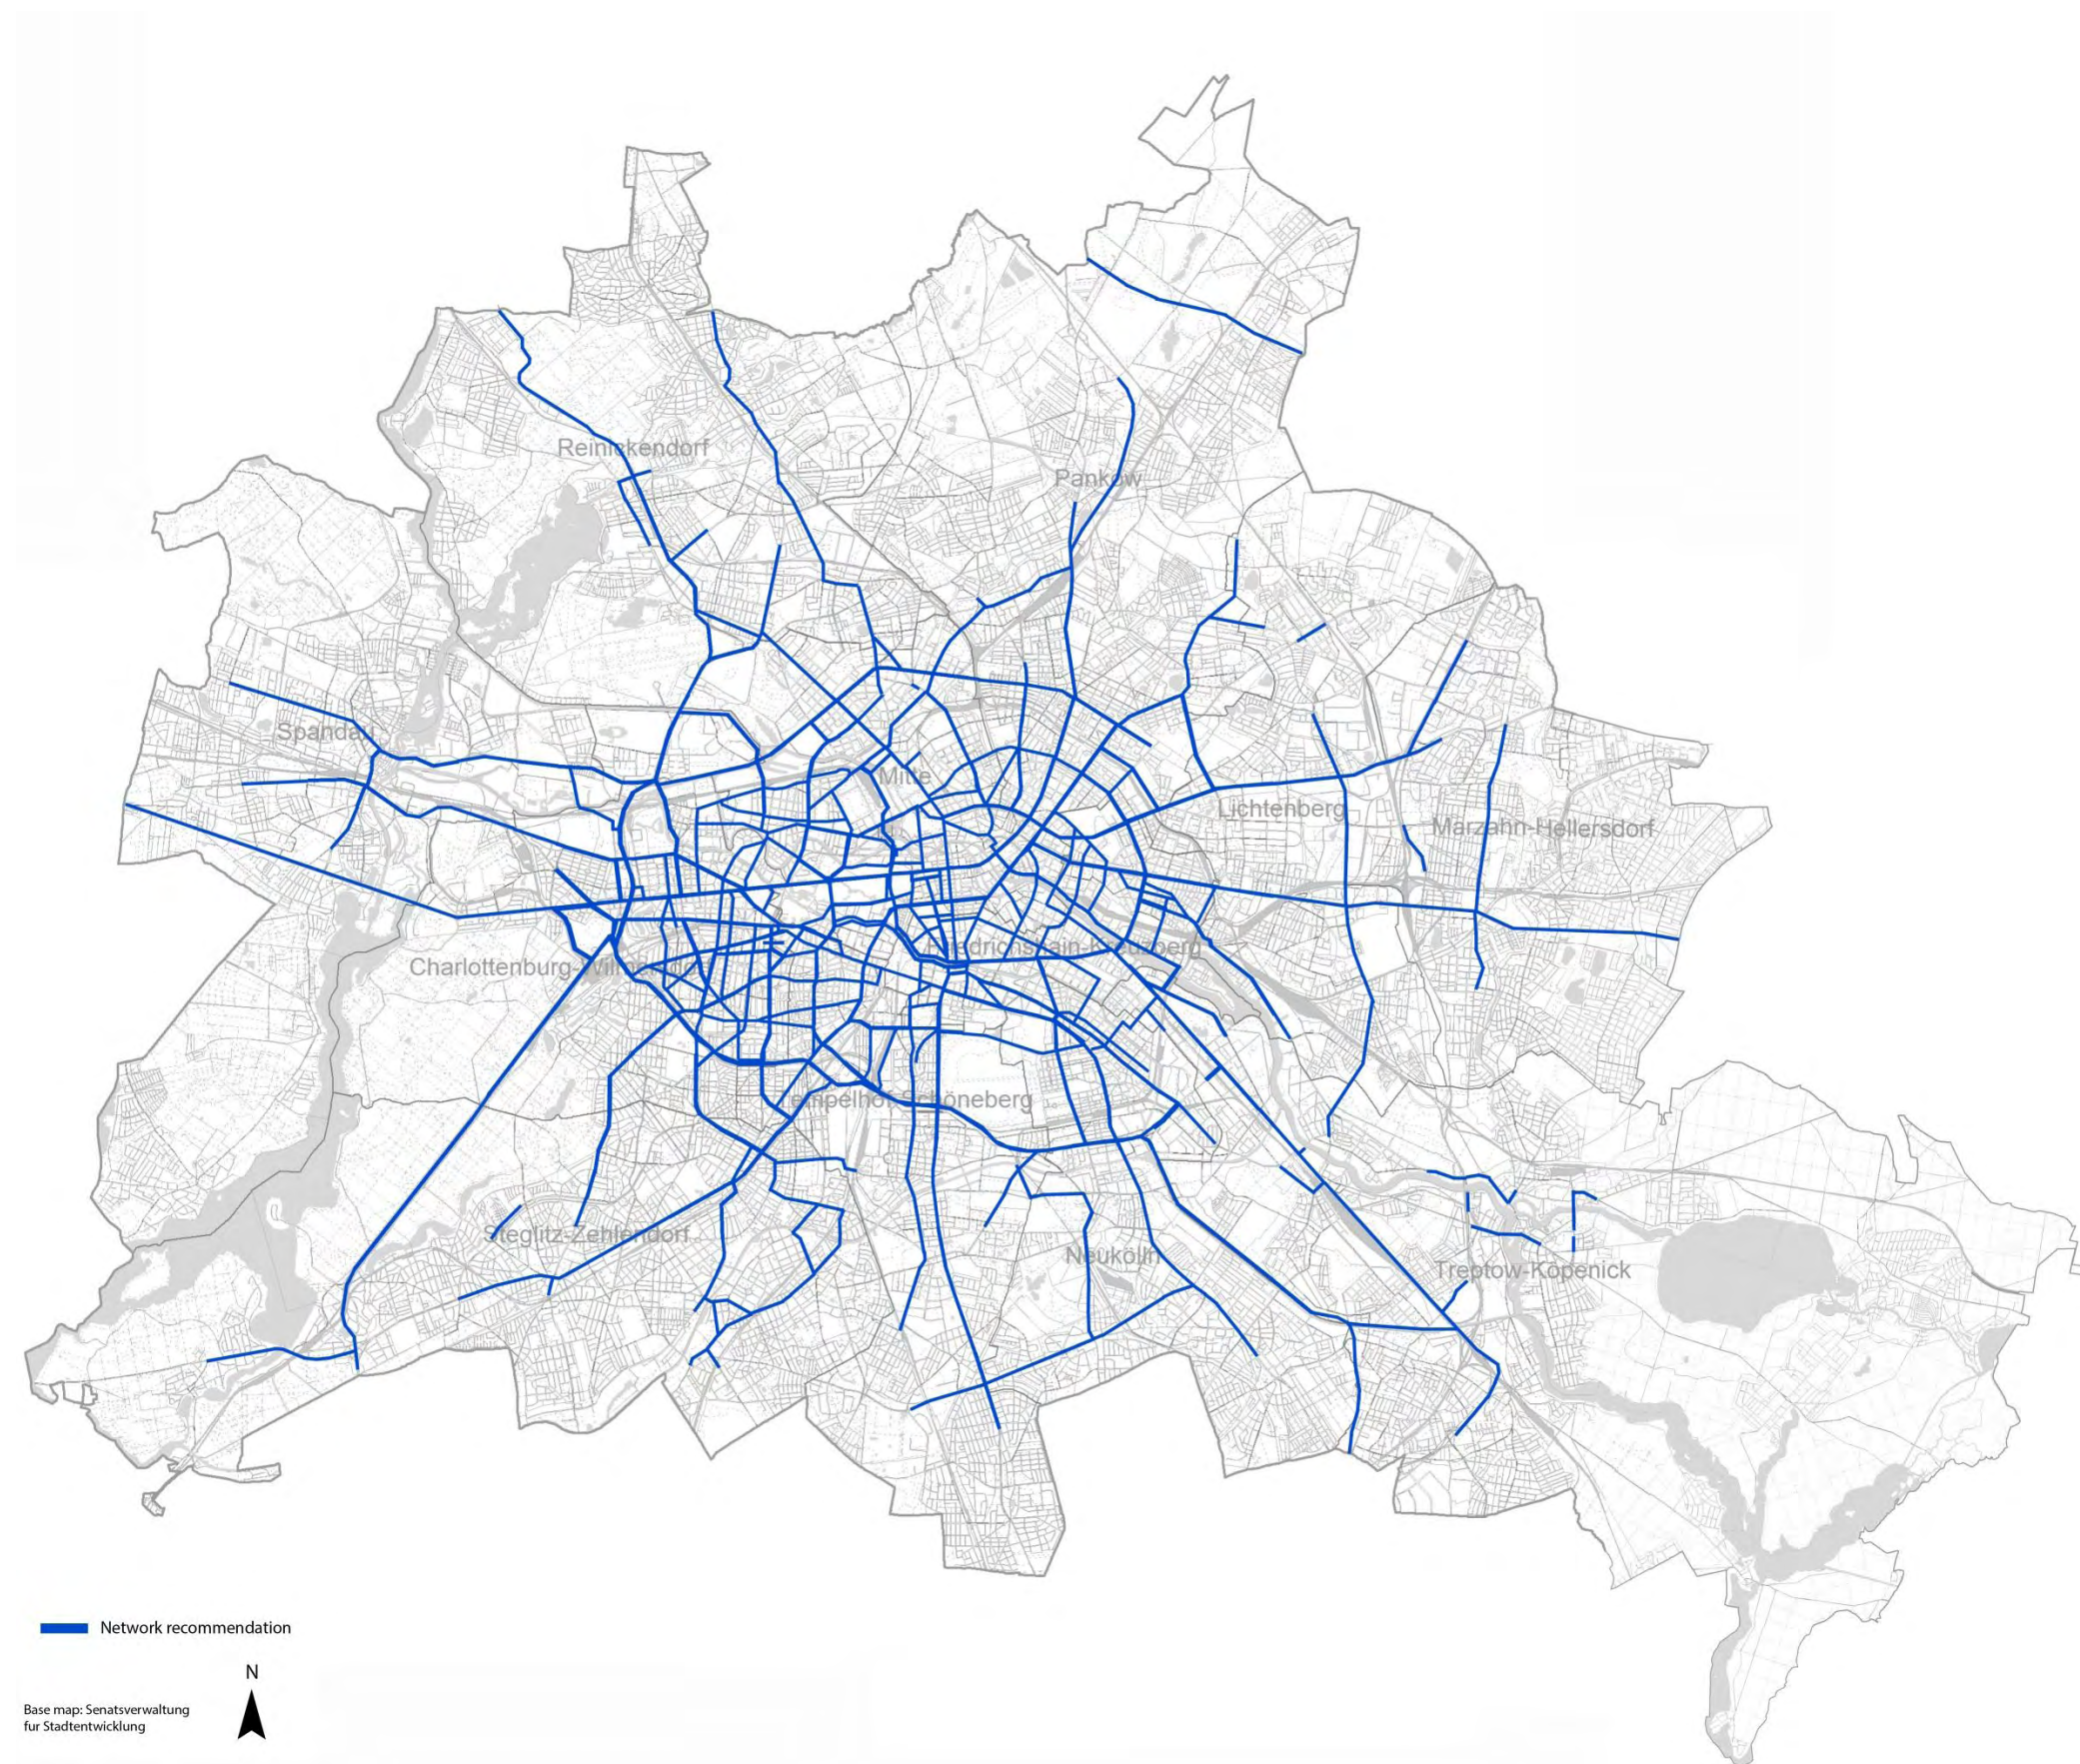 Reinickendorf
Pankow
Spandau
Mitte
Lichtenberg
Marzahn-Hellersdorf
Friedrichshain-Kreuzberg
Charlottenburg-Wilmersdorf
Tempelhof-Schöneberg
Steglitz-Zehlendorf
Neukölln
Treptow-Köpenick
Network recommendation
N
Base map: Senatsverwaltung
fur Stadtentwicklung